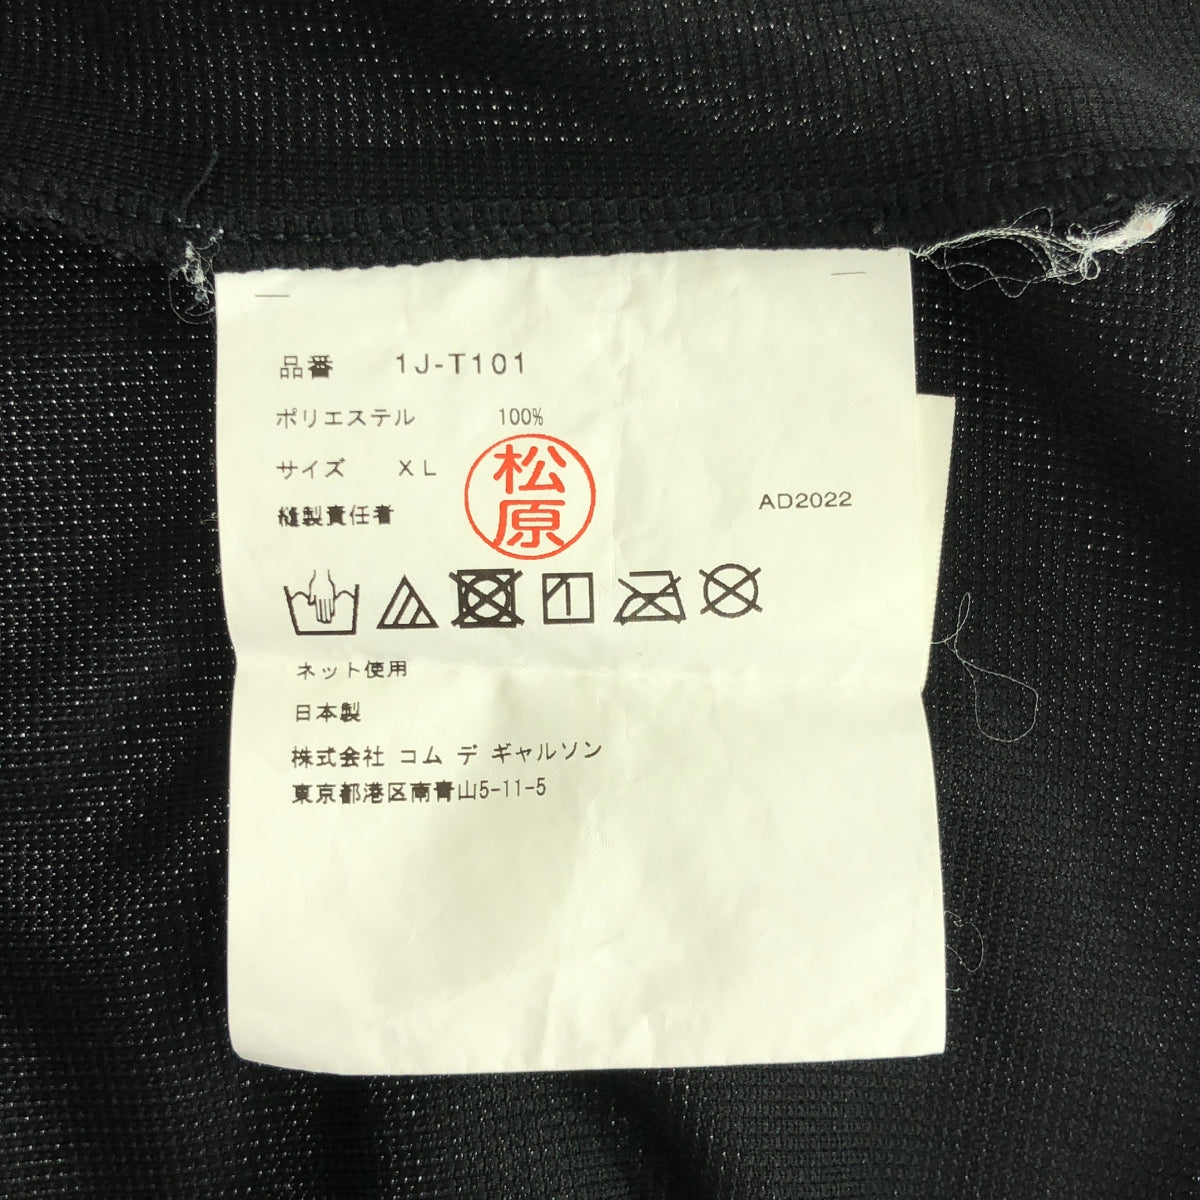 品番 1J-T101
ポリエステル 100%
サイズ XL
縫製責任者 松原
AD2022
ネット使用
日本製
株式会社 コム デ ギャルソン
東京都港区南青山5-11-5